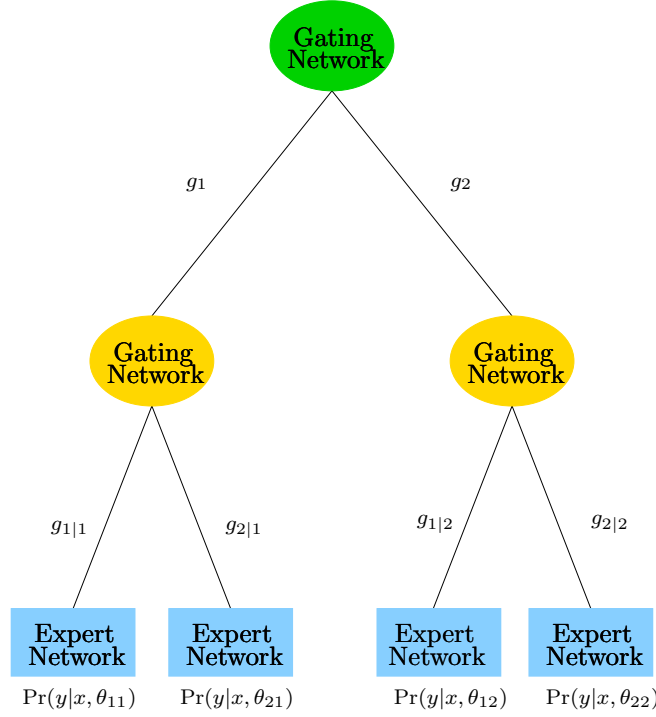 Gating
Network
g₁ g₂
Gating
Network
Gating
Network
g₁|₁ g₂|₁ g₁|₂ g₂|₂
Expert
Network
Expert
Network
Expert
Network
Expert
Network
Pr(y|x, θ₁₁) Pr(y|x, θ₂₁) Pr(y|x, θ₁₂) Pr(y|x, θ₂₂)